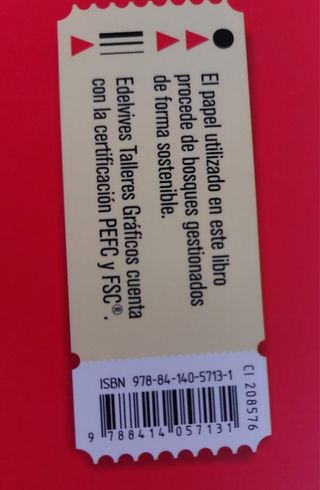 El papel utilizado en este libro
procede de bosques gestionados
de forma sostenible.
Edelvives Talleres Gráficos cuenta
con la certificación PEFC y FSC®.
CI 208576
ISBN 978-84-140-5713-1
9 788414 057131